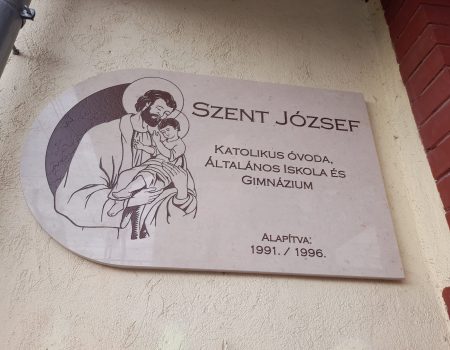 SZENT JÓZSEF
KATOLIKUS ÓVODA,
ÁLTALÁNOS ISKOLA ÉS
GIMNÁZIUM
ALAPÍTVA:
1991. / 1996.